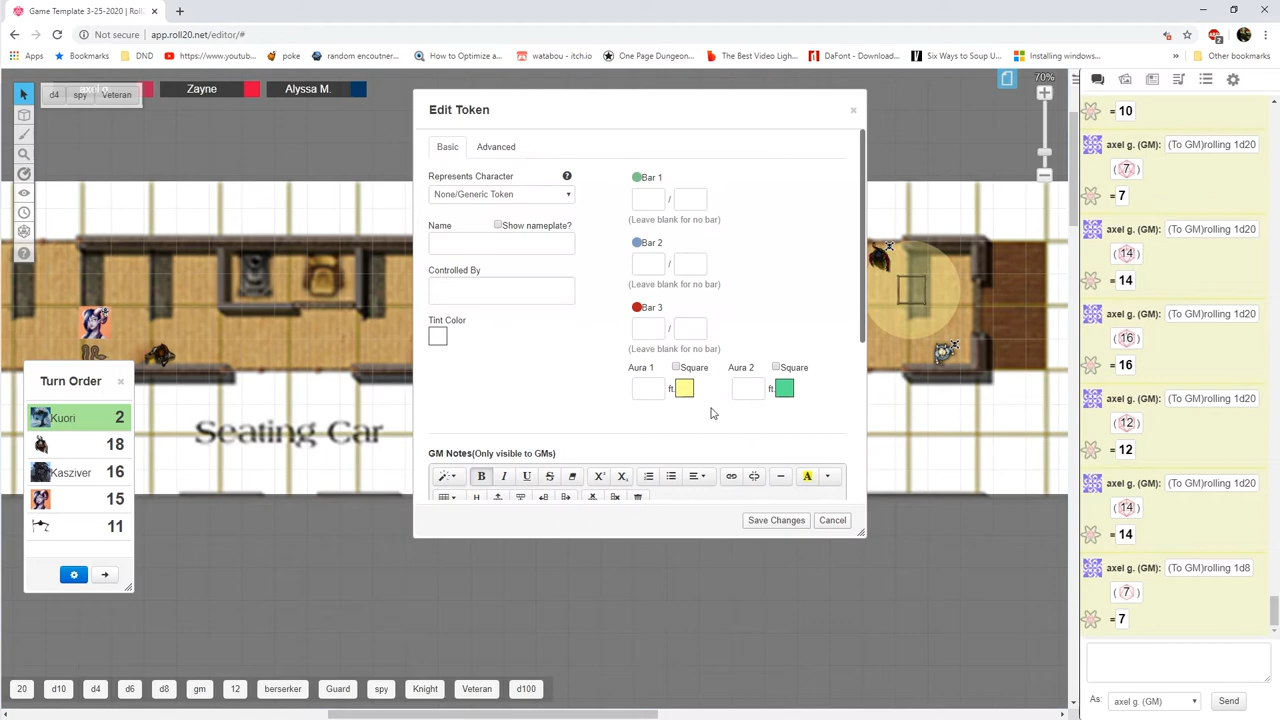 Game Template 3-25-2020 | Roll
Not secure
app.roll20.net/editor/#
Apps
Bookmarks
DND
https://www.youtube...
poke
random encoutner...
How to Optimize a...
watabou - itch.io
One Page Dungeon...
The Best Video Ligh...
DaFont - Download...
Six Ways to Soup U...
Installing windows...
Other bookmarks
d4
spy
Veteran
Zayne
Alyssa M.
70%
Edit Token
Basic
Advanced
Represents Character
None/Generic Token
Name
Show nameplate?
Controlled By
Tint Color
Bar 1
/
(Leave blank for no bar)
Bar 2
/
(Leave blank for no bar)
Bar 3
/
(Leave blank for no bar)
Aura 1
Square
ft.
Aura 2
Square
ft.
GM Notes(Only visible to GMs)
Save Changes
Cancel
Seating Car
Turn Order
Kuori 2
18
Kasziver 16
15
11
= 10
axel g. (GM): (To GM)rolling 1d20
(7)
= 7
axel g. (GM): (To GM)rolling 1d20
(14)
= 14
axel g. (GM): (To GM)rolling 1d20
(16)
= 16
axel g. (GM): (To GM)rolling 1d20
(12)
= 12
axel g. (GM): (To GM)rolling 1d20
(14)
= 14
axel g. (GM): (To GM)rolling 1d8
(7)
= 7
As: axel g. (GM)
Send
20
d10
d4
d6
d8
gm
12
berserker
Guard
spy
Knight
Veteran
d100